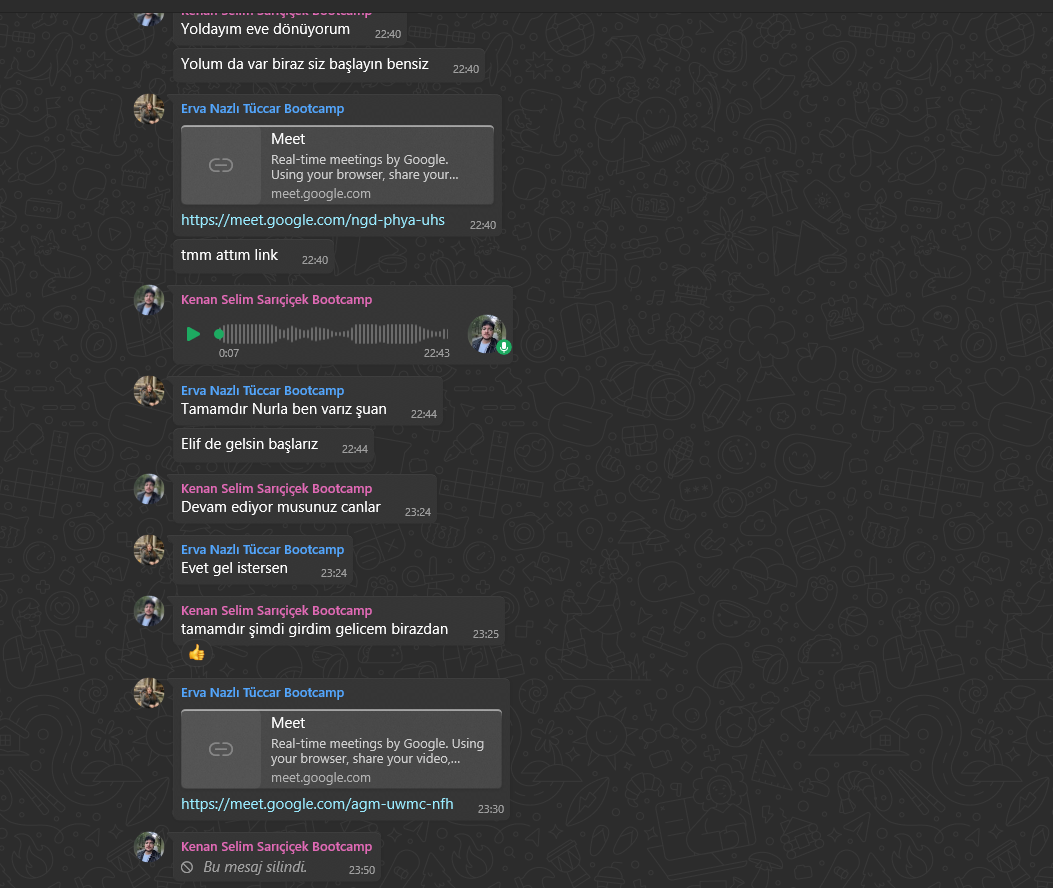 Kenan Selim Sarıçiçek Bootcamp
Yoldayım eve dönüyorum
22:40
Yolum da var biraz siz başlayın bensiz
22:40
Erva Nazlı Tüccar Bootcamp
Meet
Real-time meetings by Google.
Using your browser, share your...
meet.google.com
https://meet.google.com/ngd-phya-uhs
22:40
tmm attım link
22:40
Kenan Selim Sarıçiçek Bootcamp
0:07
22:43
Erva Nazlı Tüccar Bootcamp
Tamamdır Nurla ben varız şuan
22:44
Elif de gelsin başlarız
22:44
Kenan Selim Sarıçiçek Bootcamp
Devam ediyor musunuz canlar
23:24
Erva Nazlı Tüccar Bootcamp
Evet gel istersen
23:24
Kenan Selim Sarıçiçek Bootcamp
tamamdır şimdi girdim gelicem birazdan
23:25
Erva Nazlı Tüccar Bootcamp
Meet
Real-time meetings by Google. Using
your browser, share your video,...
meet.google.com
https://meet.google.com/agm-uwmc-nfh
23:30
Kenan Selim Sarıçiçek Bootcamp
Bu mesaj silindi.
23:50